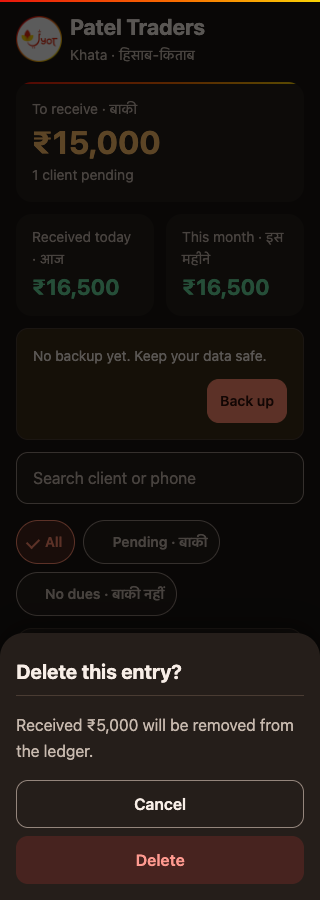 Jyot
Patel Traders
Khata · हिसाब-किताब
To receive · बाकी
₹15,000
1 client pending
Received today
· आज
₹16,500
This month · इस
महीने
₹16,500
No backup yet. Keep your data safe.
Back up
Search client or phone
All
Pending · बाकी
No dues · बाकी नहीं
Delete this entry?
Received ₹5,000 will be removed from
the ledger.
Cancel
Delete